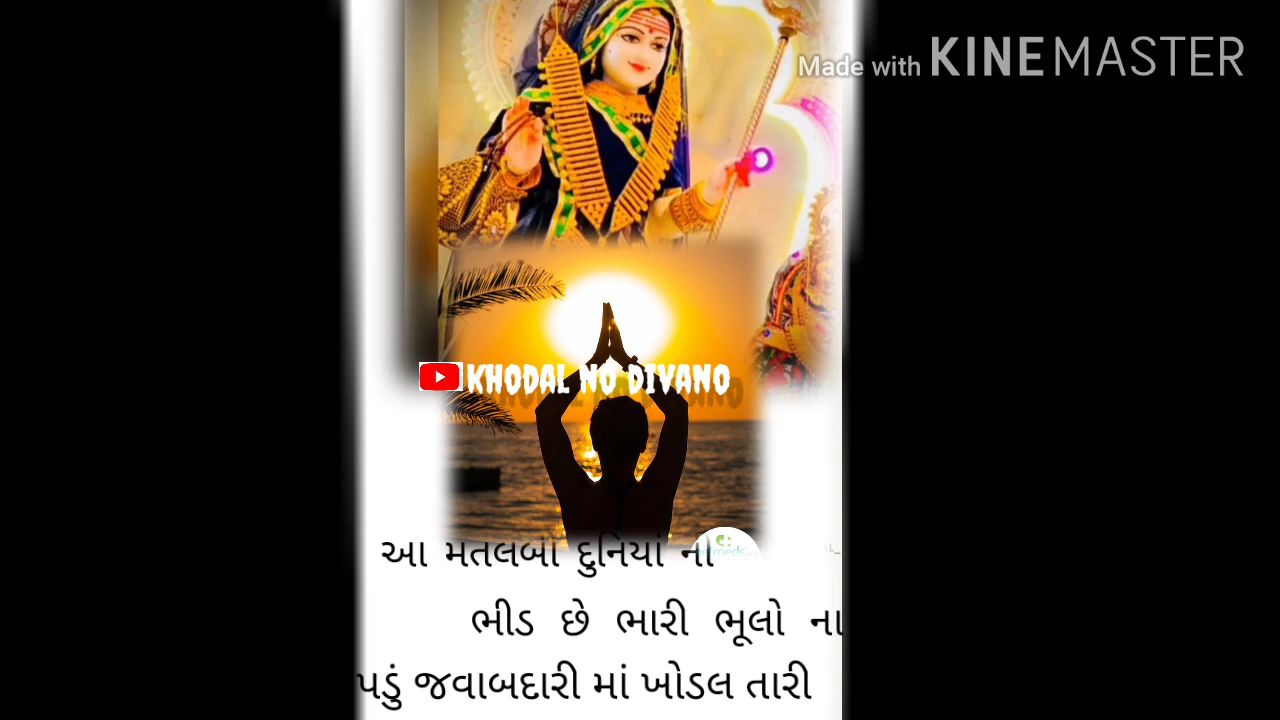 Made with KINEMASTER
KHODAL NO DIVANO
આ મતલબી દુનિયાં ના
ભીડ છે ભારી ભૂલો ના
પડું જવાબદારી માં ખોડલ તારી